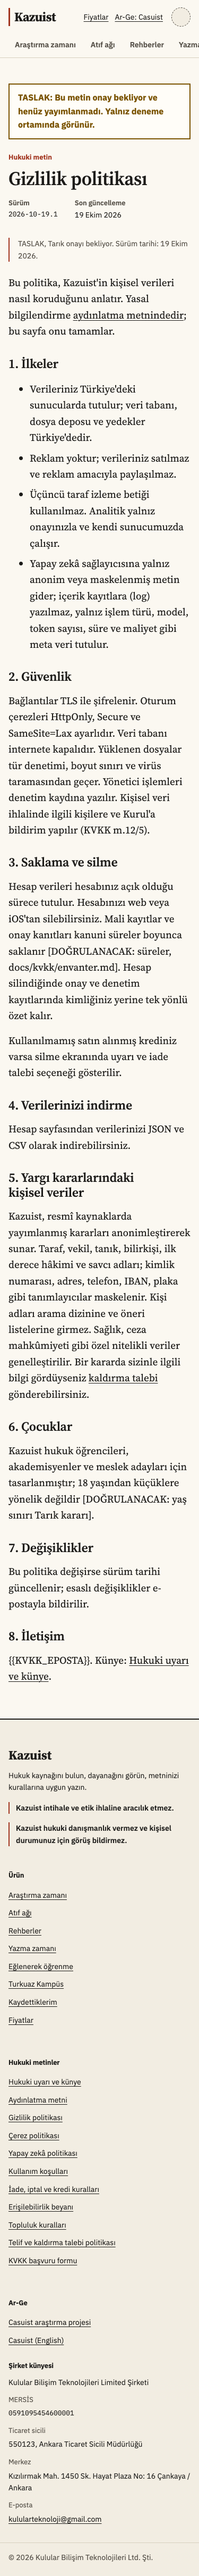 Kazuist
Fiyatlar Ar-Ge: Casuist
Araştırma zamanı Atıf ağı Rehberler Yazma
TASLAK: Bu metin onay bekliyor ve
henüz yayımlanmadı. Yalnız deneme
ortamında görünür.
Hukuki metin
Gizlilik politikası
Sürüm Son güncelleme
2026-10-19.1 19 Ekim 2026
TASLAK, Tarık onayı bekliyor. Sürüm tarihi: 19 Ekim
2026.
Bu politika, Kazuist'in kişisel verileri
nasıl koruduğunu anlatır. Yasal
bilgilendirme aydınlatma metnindedir;
bu sayfa onu tamamlar.
1. İlkeler
Verileriniz Türkiye'deki
sunucularda tutulur; veri tabanı,
dosya deposu ve yedekler
Türkiye'dedir.
Reklam yoktur; verileriniz satılmaz
ve reklam amacıyla paylaşılmaz.
Üçüncü taraf izleme betiği
kullanılmaz. Analitik yalnız
onayınızla ve kendi sunucumuzda
çalışır.
Yapay zekâ sağlayıcısına yalnız
anonim veya maskelenmiş metin
gider; içerik kayıtlara (log)
yazılmaz, yalnız işlem türü, model,
token sayısı, süre ve maliyet gibi
meta veri tutulur.
2. Güvenlik
Bağlantılar TLS ile şifrelenir. Oturum
çerezleri HttpOnly, Secure ve
SameSite=Lax ayarlıdır. Veri tabanı
internete kapalıdır. Yüklenen dosyalar
tür denetimi, boyut sınırı ve virüs
taramasından geçer. Yönetici işlemleri
denetim kaydına yazılır. Kişisel veri
ihlalinde ilgili kişilere ve Kurul'a
bildirim yapılır (KVKK m.12/5).
3. Saklama ve silme
Hesap verileri hesabınız açık olduğu
sürece tutulur. Hesabınızı web veya
iOS'tan silebilirsiniz. Mali kayıtlar ve
onay kanıtları kanuni süreler boyunca
saklanır [DOĞRULANACAK: süreler,
docs/kvkk/envanter.md]. Hesap
silindiğinde onay ve denetim
kayıtlarında kimliğiniz yerine tek yönlü
özet kalır.
Kullanılmamış satın alınmış krediniz
varsa silme ekranında uyarı ve iade
talebi seçeneği gösterilir.
4. Verilerinizi indirme
Hesap sayfasından verilerinizi JSON ve
CSV olarak indirebilirsiniz.
5. Yargı kararlarındaki
kişisel veriler
Kazuist, resmî kaynaklarda
yayımlanmış kararları anonimleştirerek
sunar. Taraf, vekil, tanık, bilirkişi, ilk
derece hâkimi ve savcı adları; kimlik
numarası, adres, telefon, IBAN, plaka
gibi tanımlayıcılar maskelenir. Kişi
adları arama dizinine ve öneri
listelerine girmez. Sağlık, ceza
mahkûmiyeti gibi özel nitelikli veriler
genelleştirilir. Bir kararda sizinle ilgili
bilgi gördüyseniz kaldırma talebi
gönderebilirsiniz.
6. Çocuklar
Kazuist hukuk öğrencileri,
akademisyenler ve meslek adayları için
tasarlanmıştır; 18 yaşından küçüklere
yönelik değildir [DOĞRULANACAK: yaş
sınırı Tarık kararı].
7. Değişiklikler
Bu politika değişirse sürüm tarihi
güncellenir; esaslı değişiklikler e-
postayla bildirilir.
8. İletişim
{{KVKK_EPOSTA}}. Künye: Hukuki uyarı
ve künye.
Kazuist
Hukuk kaynağını bulun, dayanağını görün, metninizi
kurallarına uygun yazın.
Kazuist intihale ve etik ihlaline aracılık etmez.
Kazuist hukuki danışmanlık vermez ve kişisel
durumunuz için görüş bildirmez.
Ürün
Araştırma zamanı
Atıf ağı
Rehberler
Yazma zamanı
Eğlenerek öğrenme
Turkuaz Kampüs
Kaydettiklerim
Fiyatlar
Hukuki metinler
Hukuki uyarı ve künye
Aydınlatma metni
Gizlilik politikası
Çerez politikası
Yapay zekâ politikası
Kullanım koşulları
İade, iptal ve kredi kuralları
Erişilebilirlik beyanı
Topluluk kuralları
Telif ve kaldırma talebi politikası
KVKK başvuru formu
Ar-Ge
Casuist araştırma projesi
Casuist (English)
Şirket künyesi
Kulular Bilişim Teknolojileri Limited Şirketi
MERSİS
0591095454600001
Ticaret sicili
550123, Ankara Ticaret Sicili Müdürlüğü
Merkez
Kızılırmak Mah. 1450 Sk. Hayat Plaza No: 16 Çankaya /
Ankara
E-posta
kulularteknoloji@gmail.com
© 2026 Kulular Bilişim Teknolojileri Ltd. Şti.